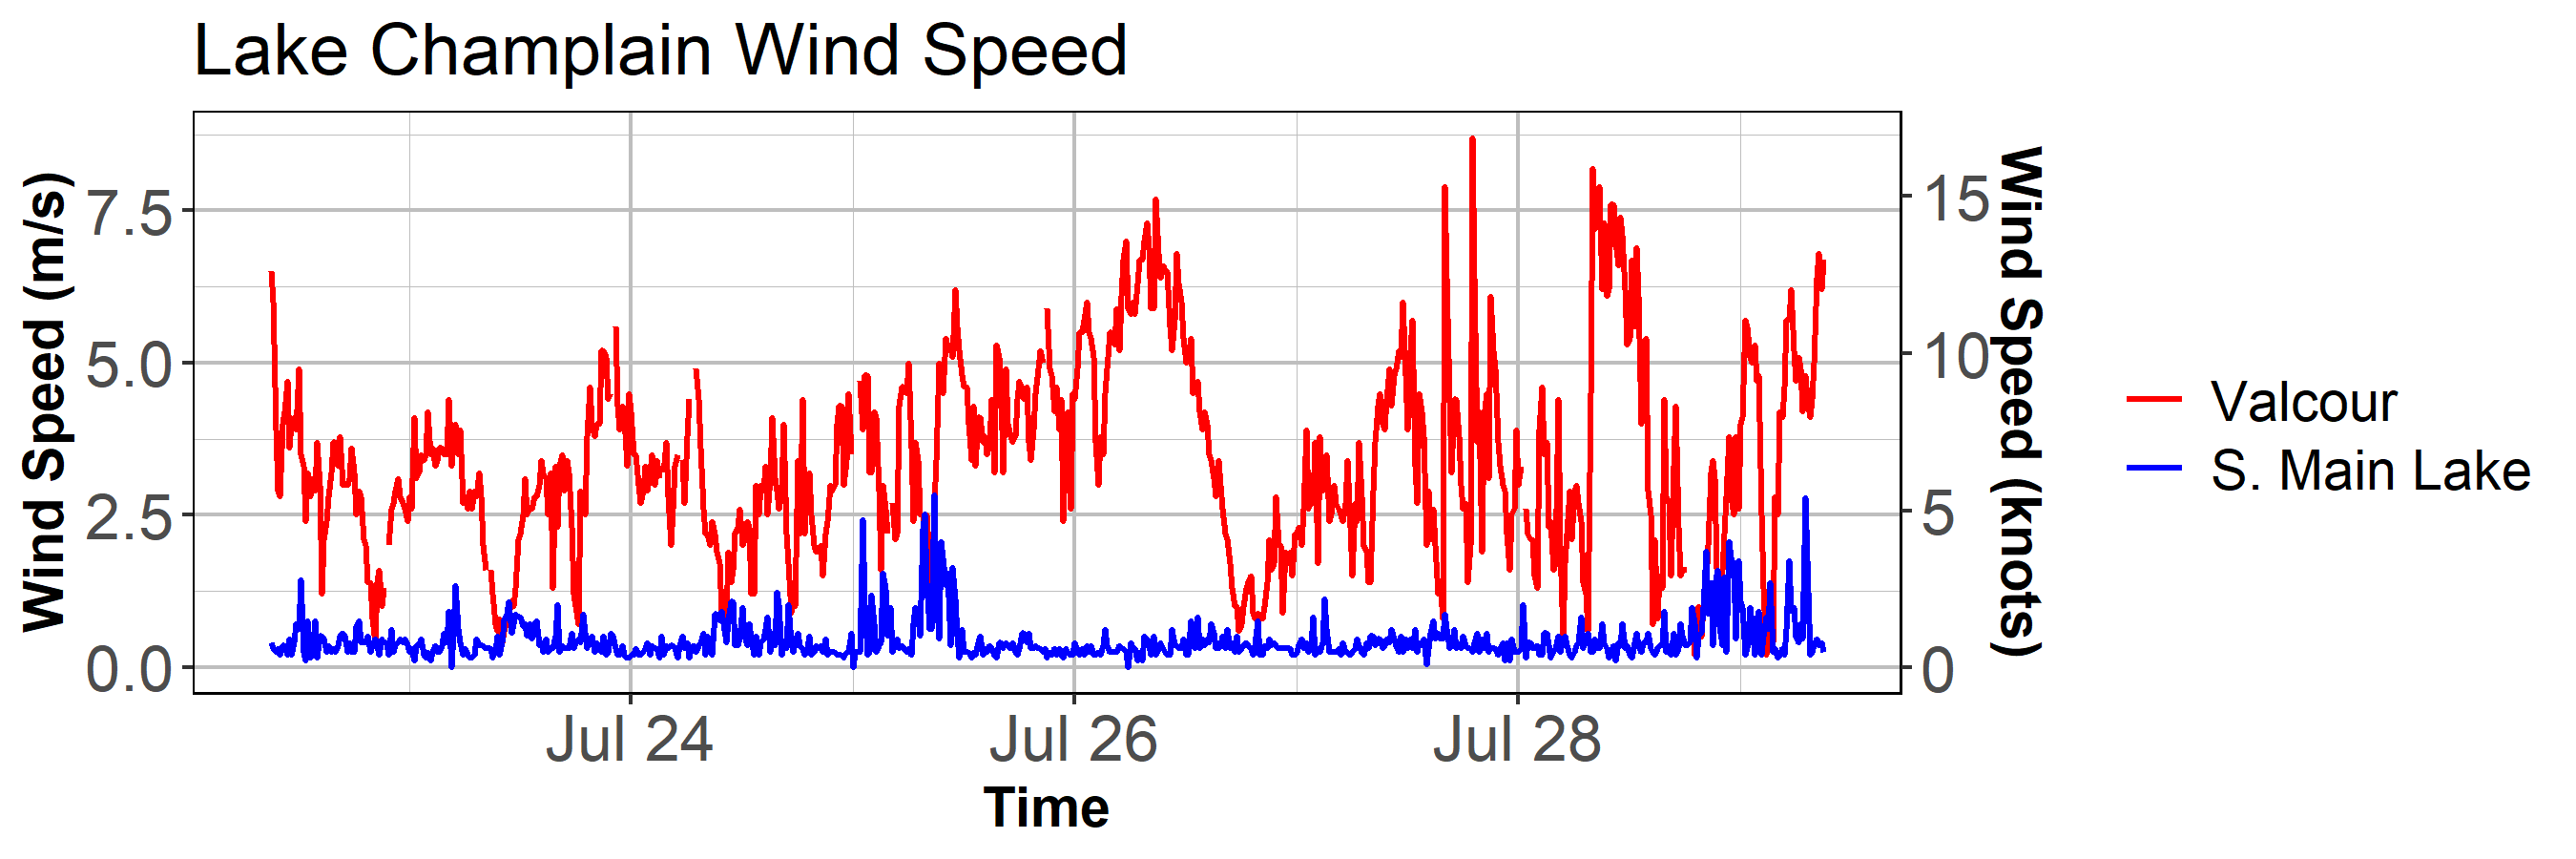 Lake Champlain Wind Speed
Wind Speed (m/s)
7.5
5.0
2.5
0.0
15
10
5
0
Wind Speed (knots)
Jul 24 Jul 26 Jul 28
Time
Valcour
S. Main Lake